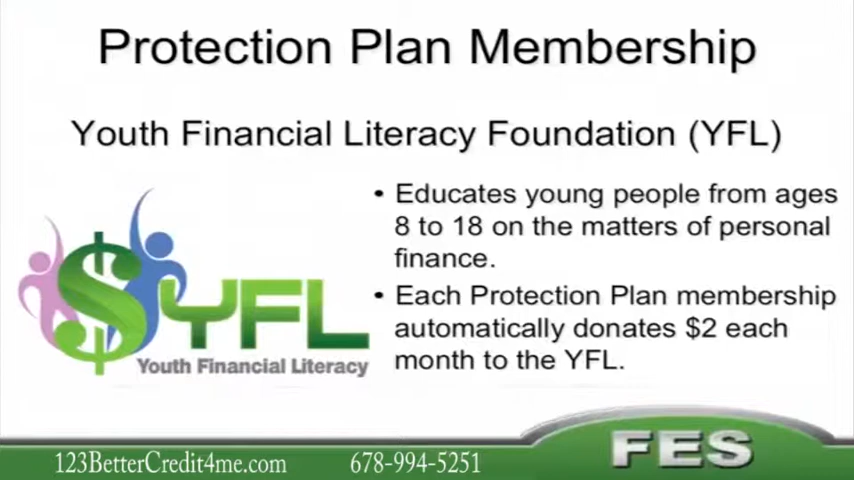 Protection Plan Membership
Youth Financial Literacy Foundation (YFL)
• Educates young people from ages
8 to 18 on the matters of personal
finance.
• Each Protection Plan membership
automatically donates $2 each
month to the YFL.
$YFL
Youth Financial Literacy
FES
123BetterCredit4me.com 678-994-5251